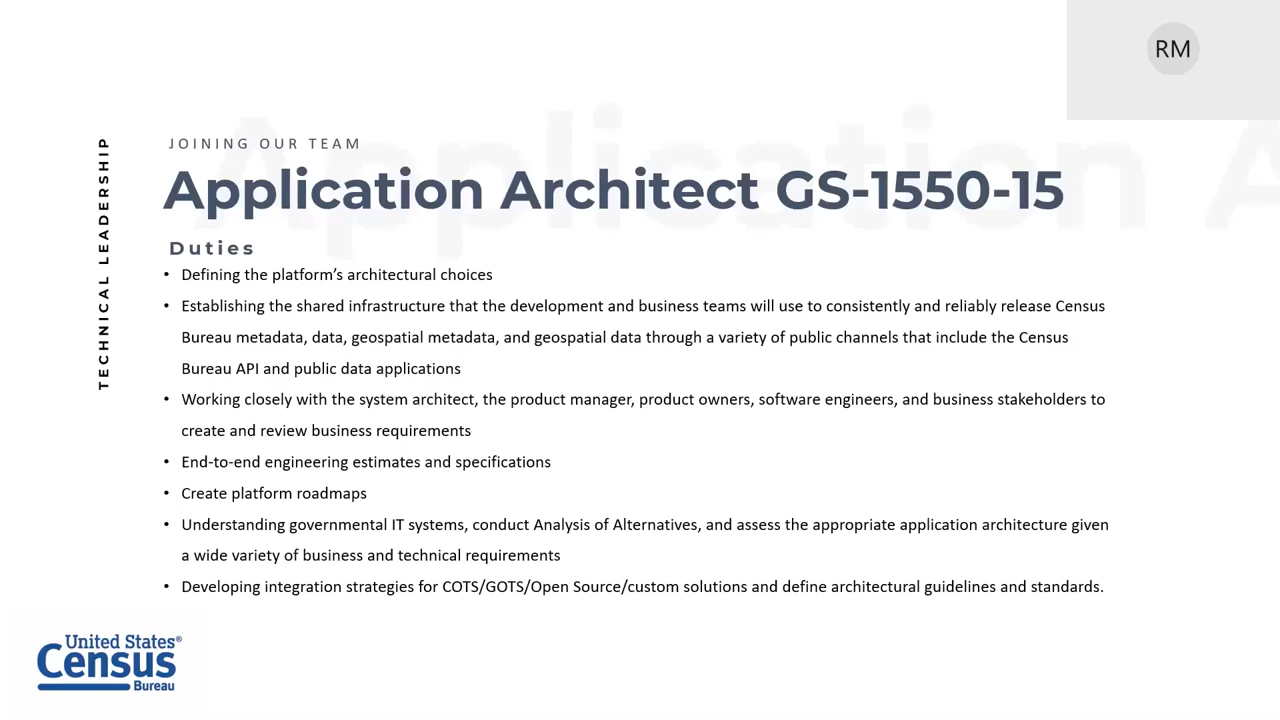 RM
JOINING OUR TEAM
Application Architect GS-1550-15
TECHNICAL LEADERSHIP
Duties
• Defining the platform's architectural choices
• Establishing the shared infrastructure that the development and business teams will use to consistently and reliably release Census
Bureau metadata, data, geospatial metadata, and geospatial data through a variety of public channels that include the Census
Bureau API and public data applications
• Working closely with the system architect, the product manager, product owners, software engineers, and business stakeholders to
create and review business requirements
• End-to-end engineering estimates and specifications
• Create platform roadmaps
• Understanding governmental IT systems, conduct Analysis of Alternatives, and assess the appropriate application architecture given
a wide variety of business and technical requirements
• Developing integration strategies for COTS/GOTS/Open Source/custom solutions and define architectural guidelines and standards.
United States®
Census
Bureau
Application A